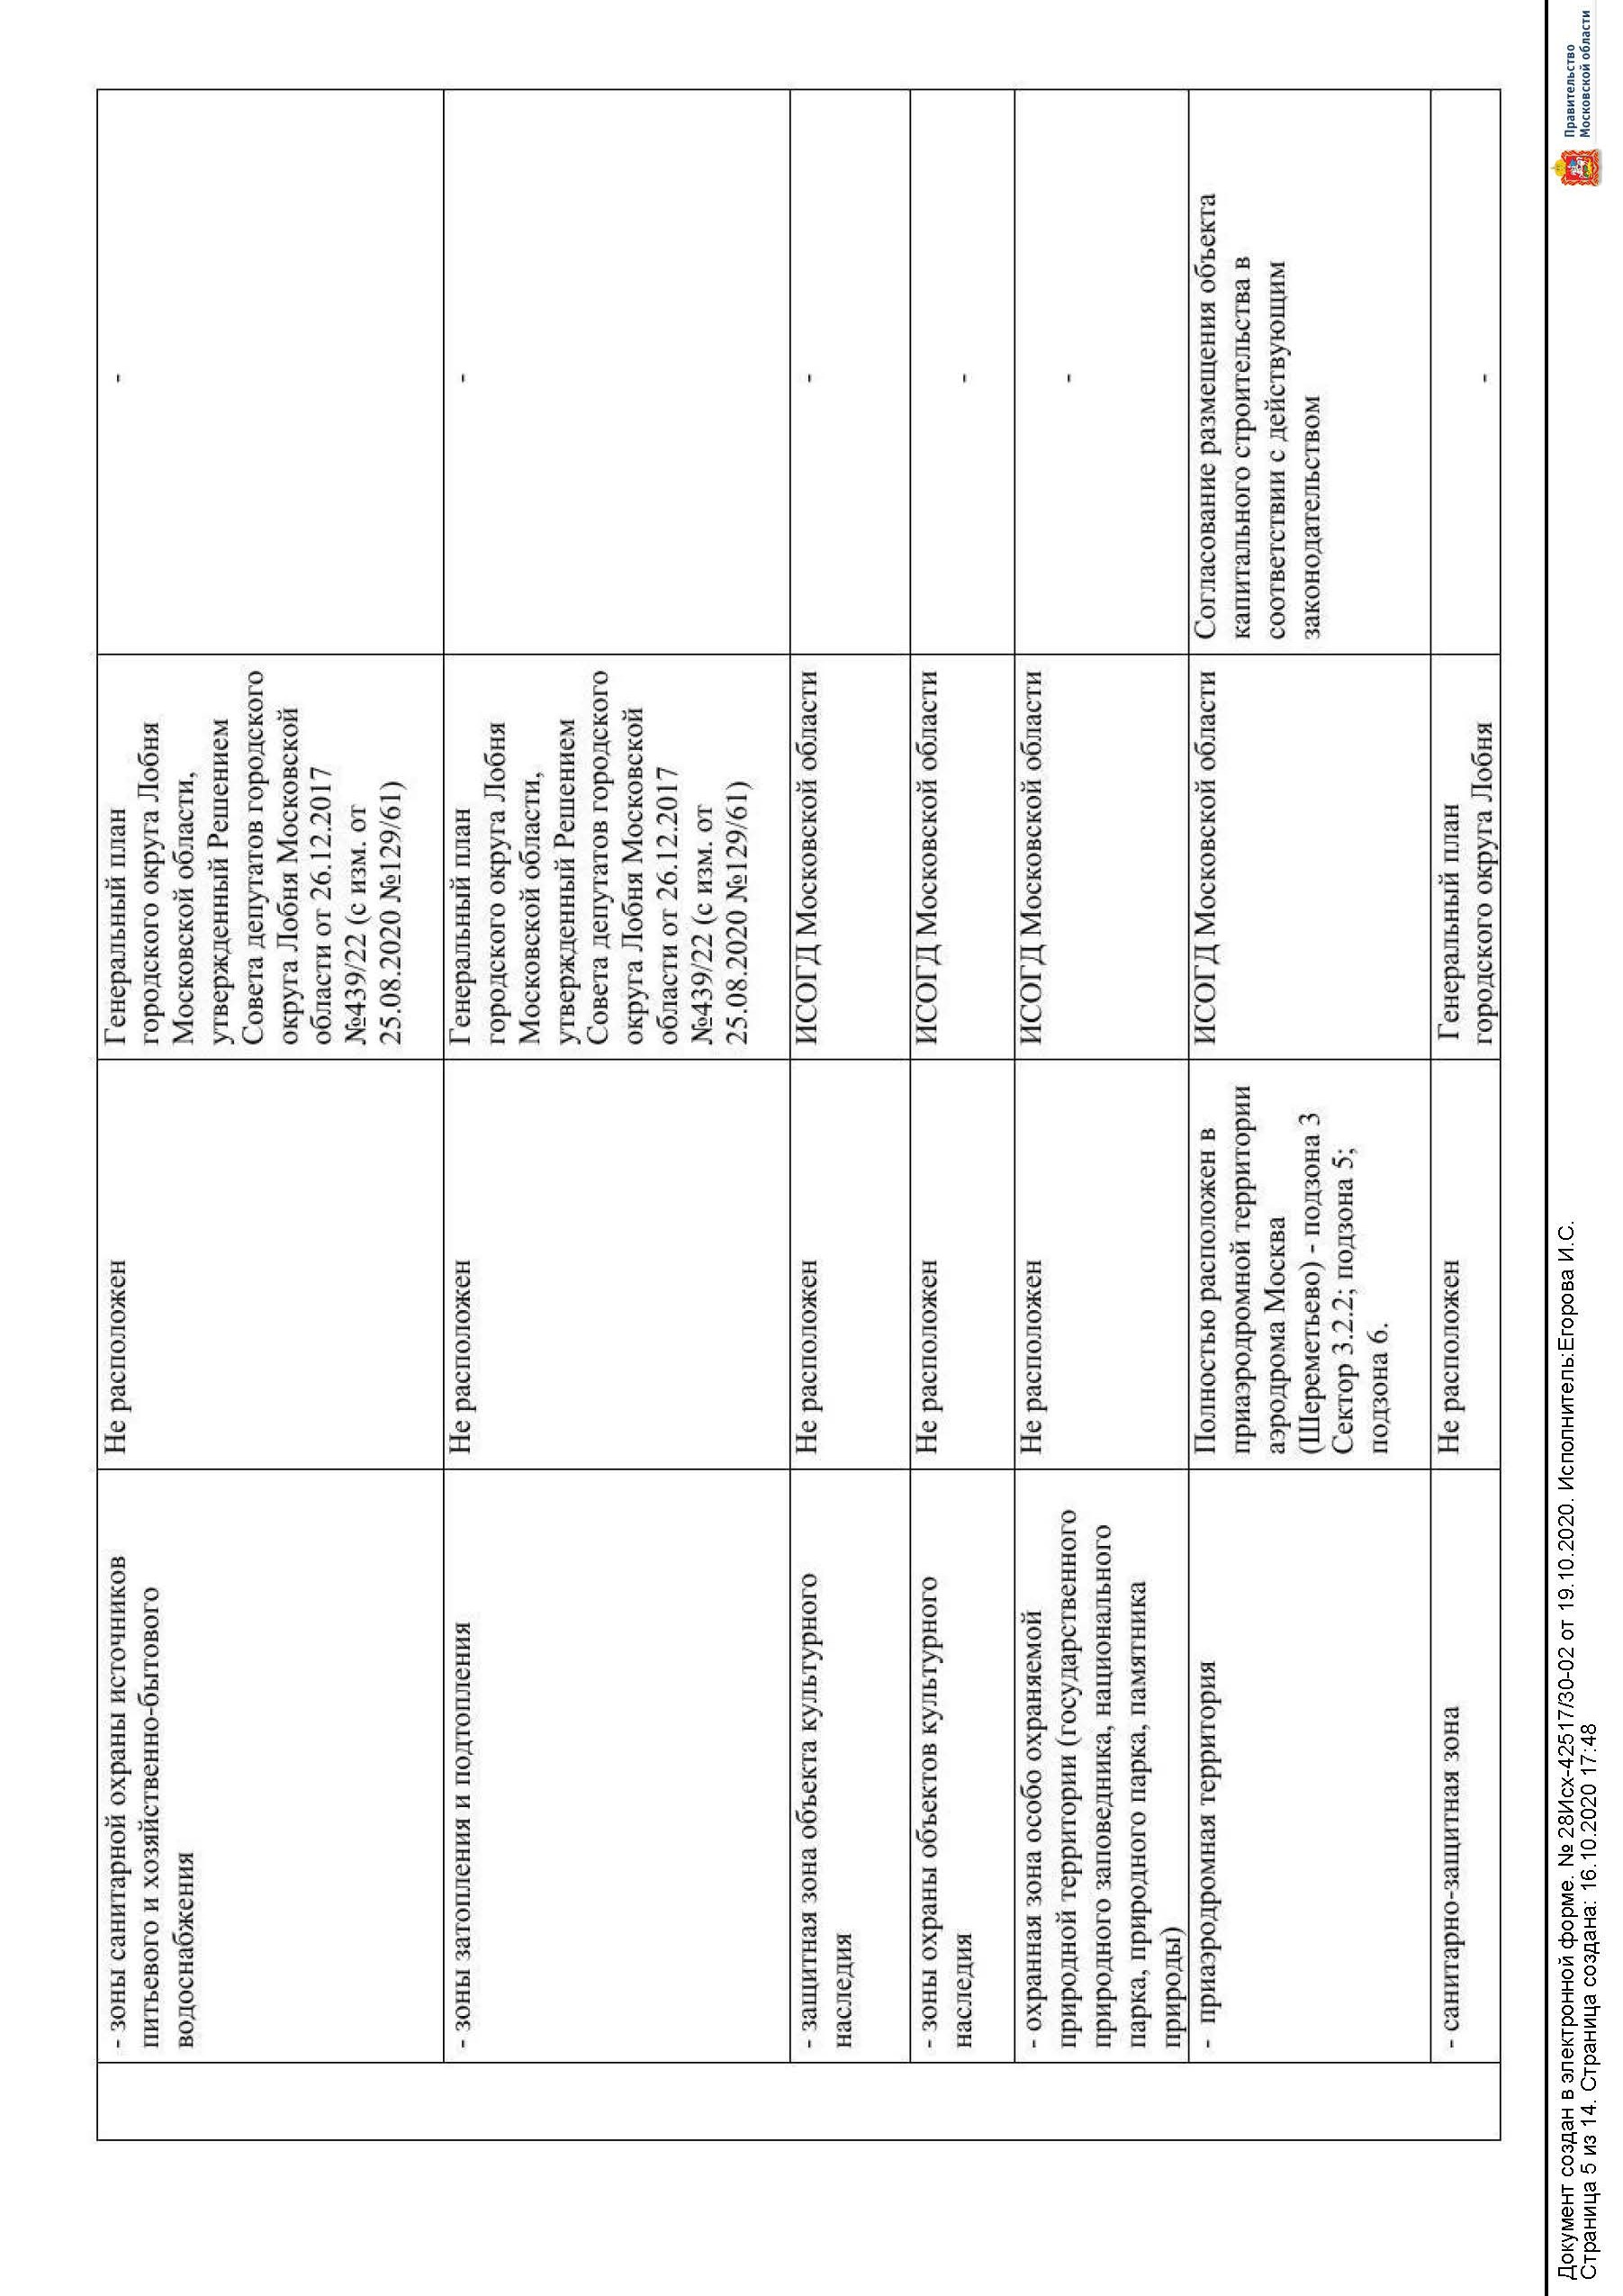 - зоны санитарной охраны источников
питьевого и хозяйственно-бытового
водоснабжения
Не расположен
Генеральный план
городского округа Лобня
Московской области,
утвержденный Решением
Совета депутатов городского
округа Лобня Московской
области от 26.12.2017
№439/22 (с изм. от
25.08.2020 №129/61)
-
- зоны затопления и подтопления
Не расположен
Генеральный план
городского округа Лобня
Московской области,
утвержденный Решением
Совета депутатов городского
округа Лобня Московской
области от 26.12.2017
№439/22 (с изм. от
25.08.2020 №129/61)
-
- защитная зона объекта культурного
наследия
Не расположен
ИСОГД Московской области
-
- зоны охраны объектов культурного
наследия
Не расположен
ИСОГД Московской области
-
- охранная зона особо охраняемой
природной территории (государственного
природного заповедника, национального
парка, природного парка, памятника
природы)
Не расположен
ИСОГД Московской области
-
- приаэродромная территория
Полностью расположен в
приаэродромной территории
аэродрома Москва
(Шереметьево) - подзона 3
Сектор 3.2.2; подзона 5;
подзона 6.
ИСОГД Московской области
Согласование размещения объекта
капитального строительства в
соответствии с действующим
законодательством
- санитарно-защитная зона
Не расположен
Генеральный план
городского округа Лобня
-
Документ создан в электронной форме. № 28Исх-42517/30-02 от 19.10.2020. Исполнитель:Егорова И.С.
Страница 5 из 14. Страница создана: 16.10.2020 17:48
Правительство
Московской области